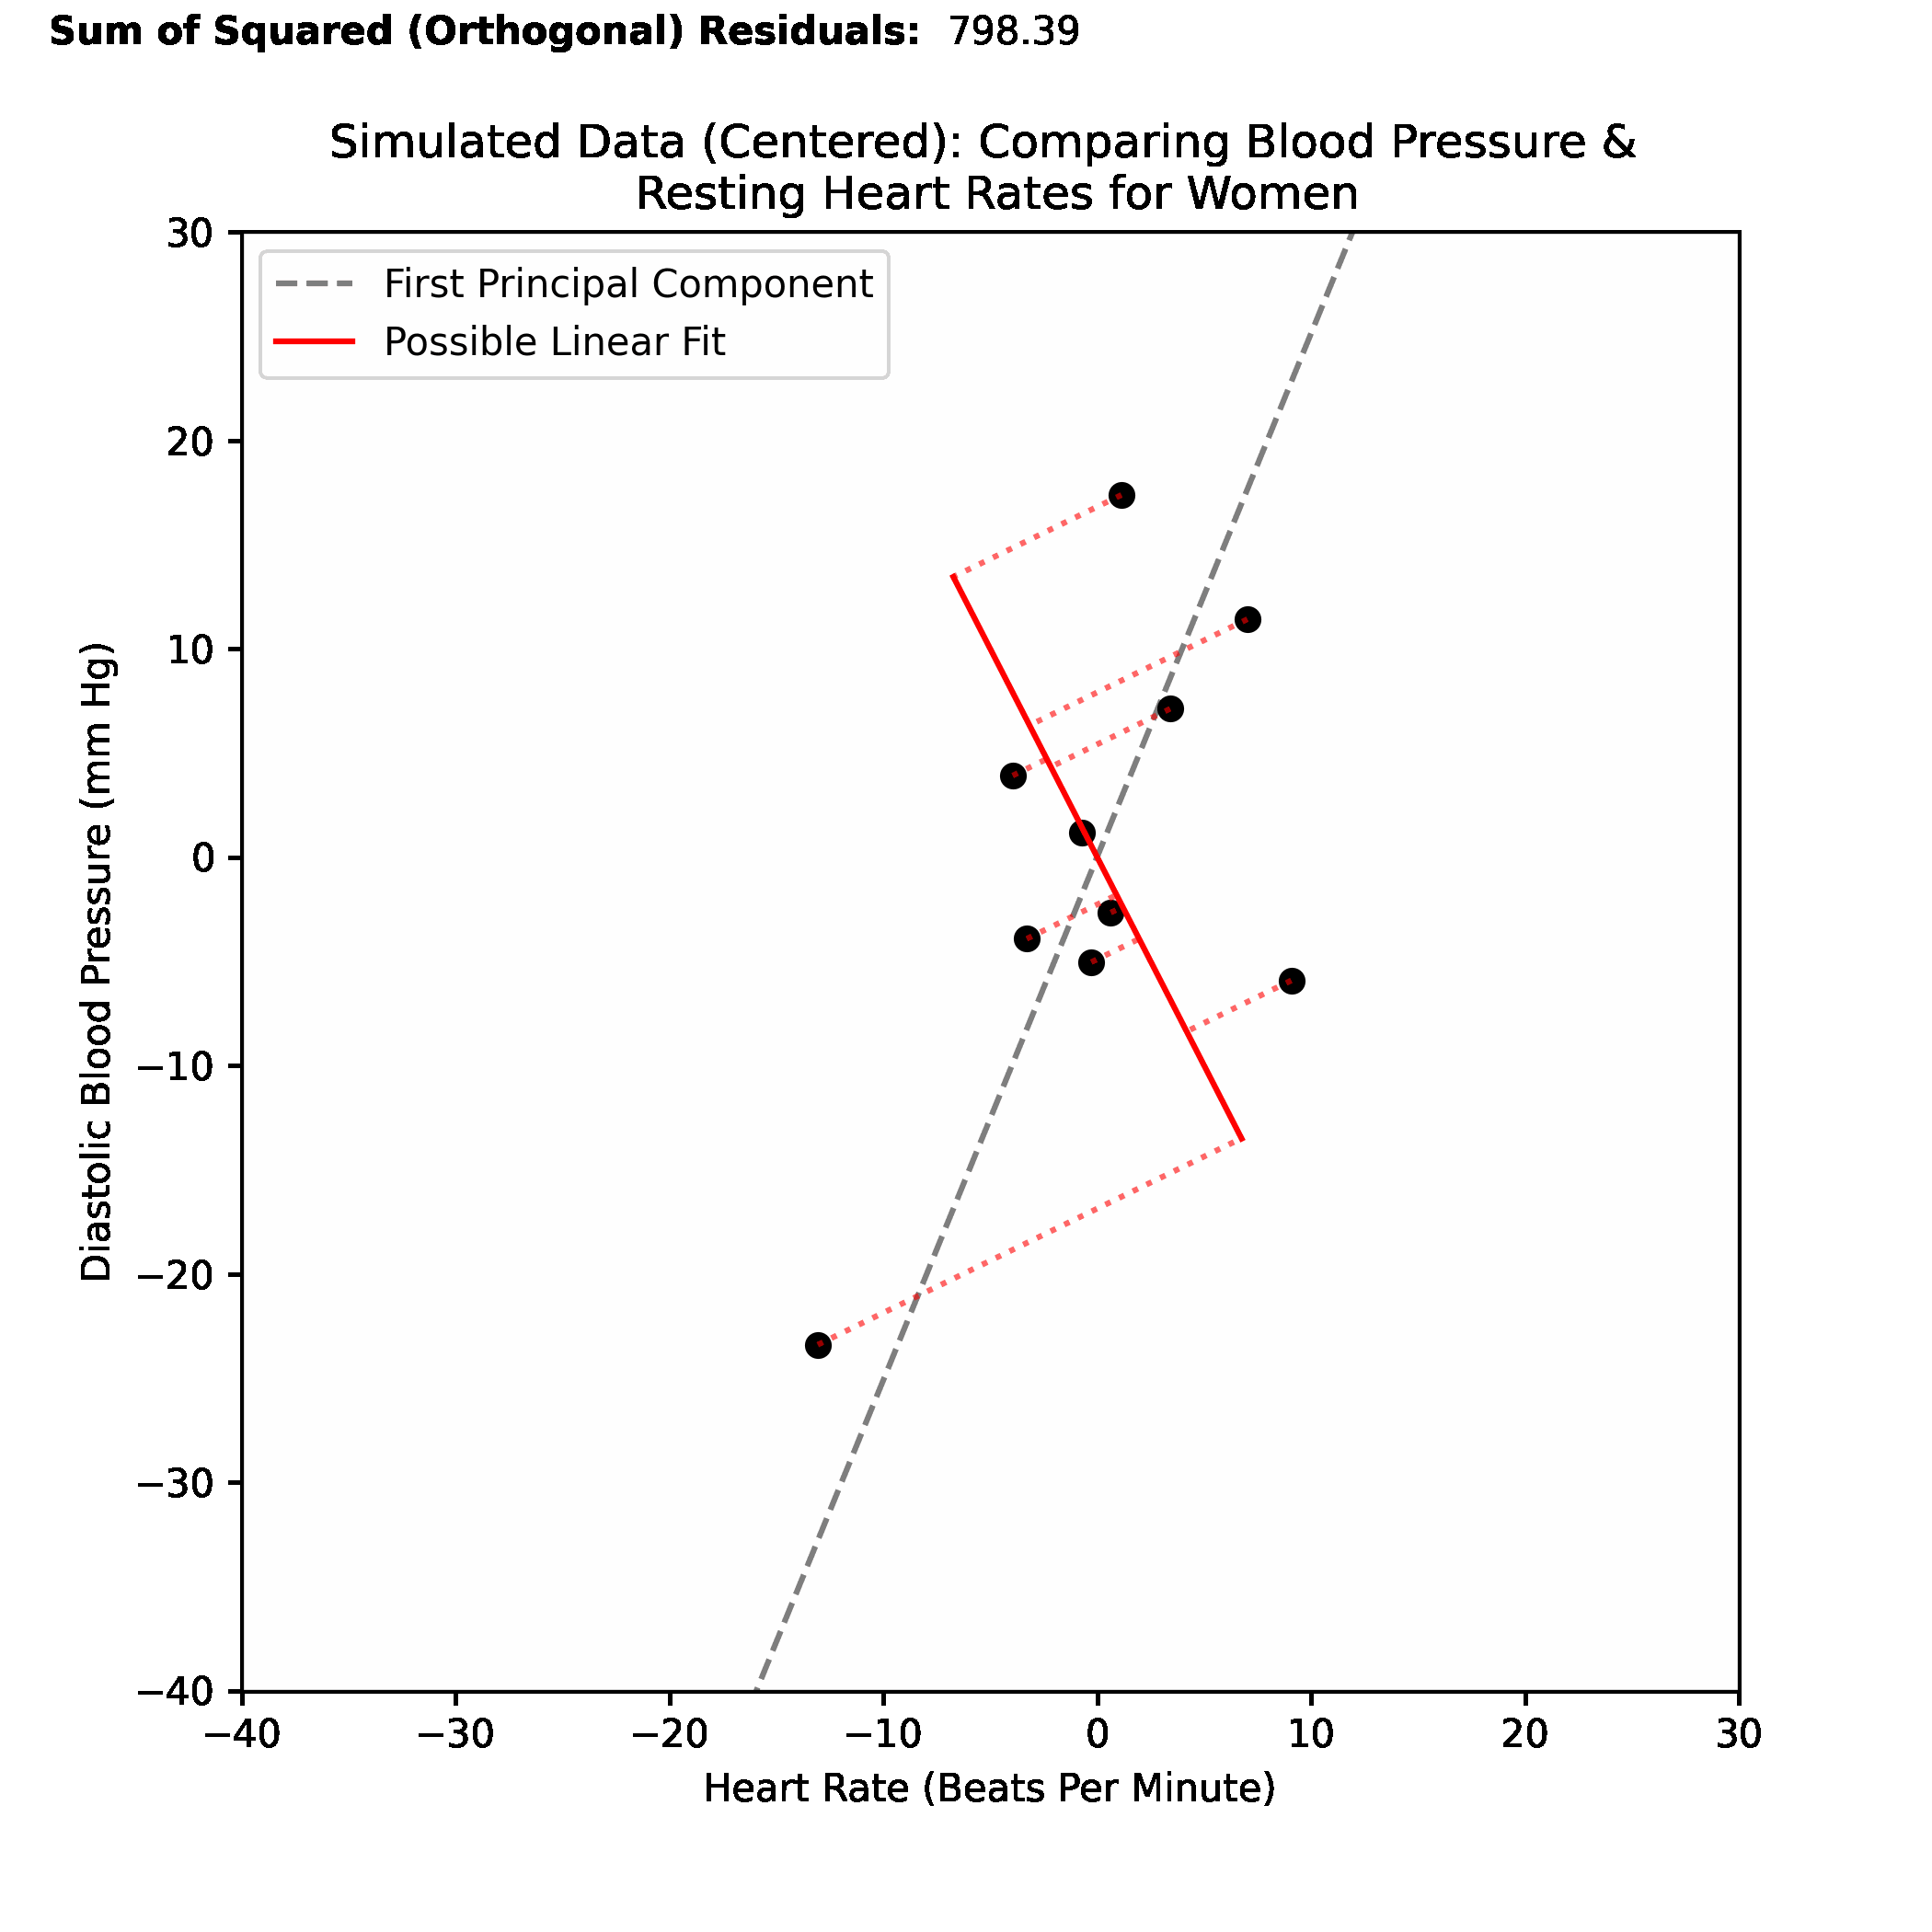 Sum of Squared (Orthogonal) Residuals: 798.39
Simulated Data (Centered): Comparing Blood Pressure &
Resting Heart Rates for Women
First Principal Component
Possible Linear Fit
30
20
10
0
−10
−20
−30
−40
Diastolic Blood Pressure (mm Hg)
−40 −30 −20 −10 0 10 20 30
Heart Rate (Beats Per Minute)